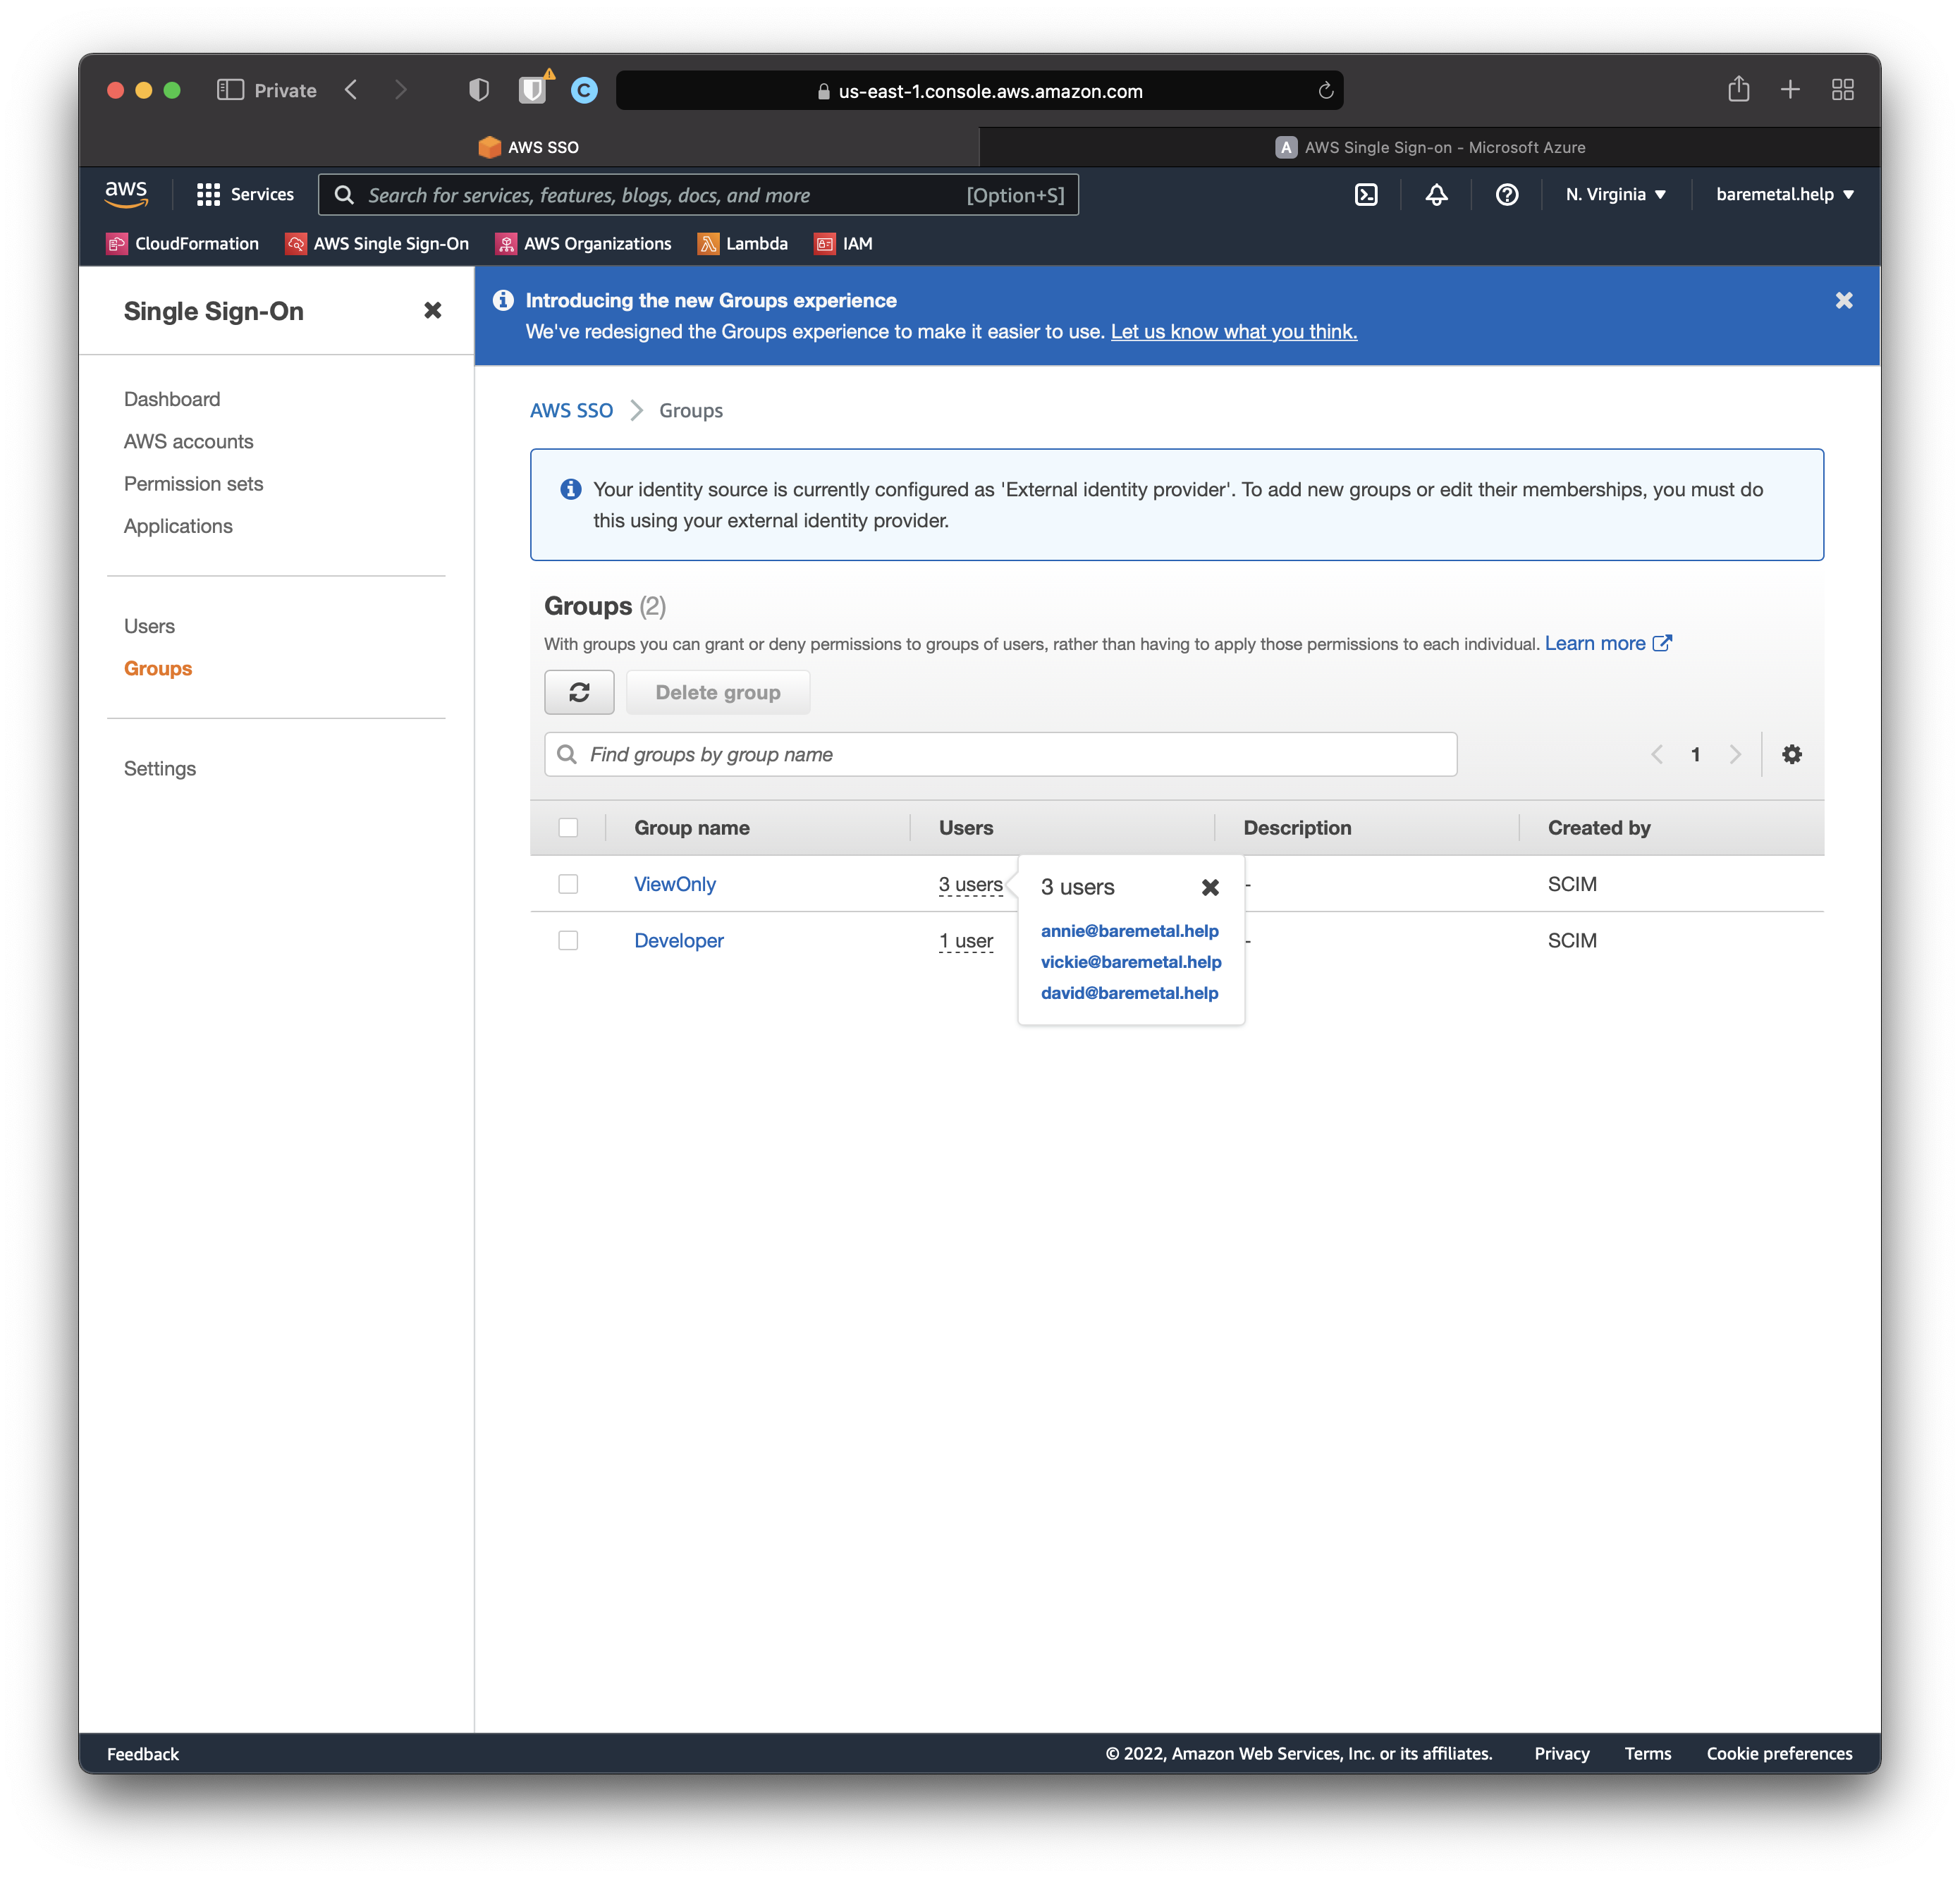 Private
C
us-east-1.console.aws.amazon.com
AWS SSO
A AWS Single Sign-on - Microsoft Azure
aws
Services
Search for services, features, blogs, docs, and more [Option+S]
N. Virginia
baremetal.help
CloudFormation
AWS Single Sign-On
AWS Organizations
Lambda
IAM
Single Sign-On
Dashboard
AWS accounts
Permission sets
Applications
Users
Groups
Settings
Introducing the new Groups experience
We've redesigned the Groups experience to make it easier to use. Let us know what you think.
AWS SSO Groups
Your identity source is currently configured as 'External identity provider'. To add new groups or edit their memberships, you must do
this using your external identity provider.
Groups (2)
With groups you can grant or deny permissions to groups of users, rather than having to apply those permissions to each individual. Learn more
Delete group
Find groups by group name
1
Group name Users Description Created by
ViewOnly 3 users - SCIM
Developer 1 user - SCIM
3 users
annie@baremetal.help
vickie@baremetal.help
david@baremetal.help
Feedback
© 2022, Amazon Web Services, Inc. or its affiliates. Privacy Terms Cookie preferences